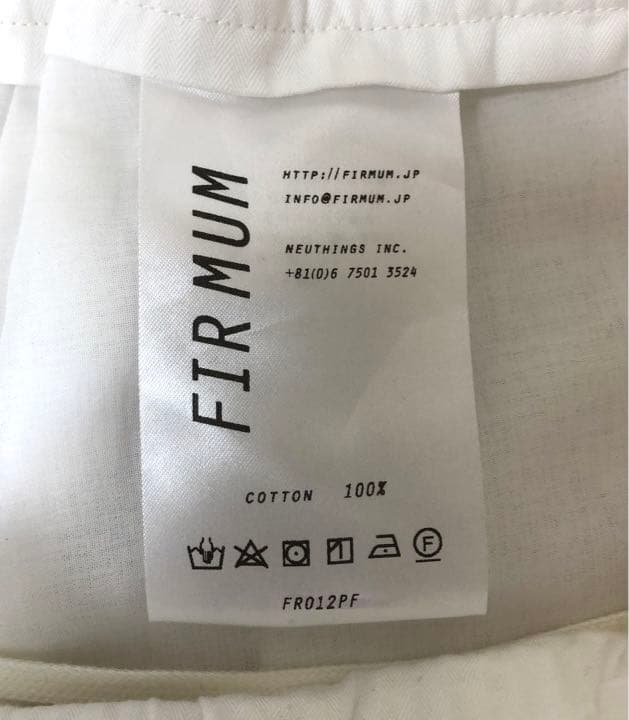 FIRMUM
HTTP://FIRMUM.JP
INFO@FIRMUM.JP
NEUTHINGS INC.
+81(0)6 7501 3524
COTTON 100%
F
FR012PF